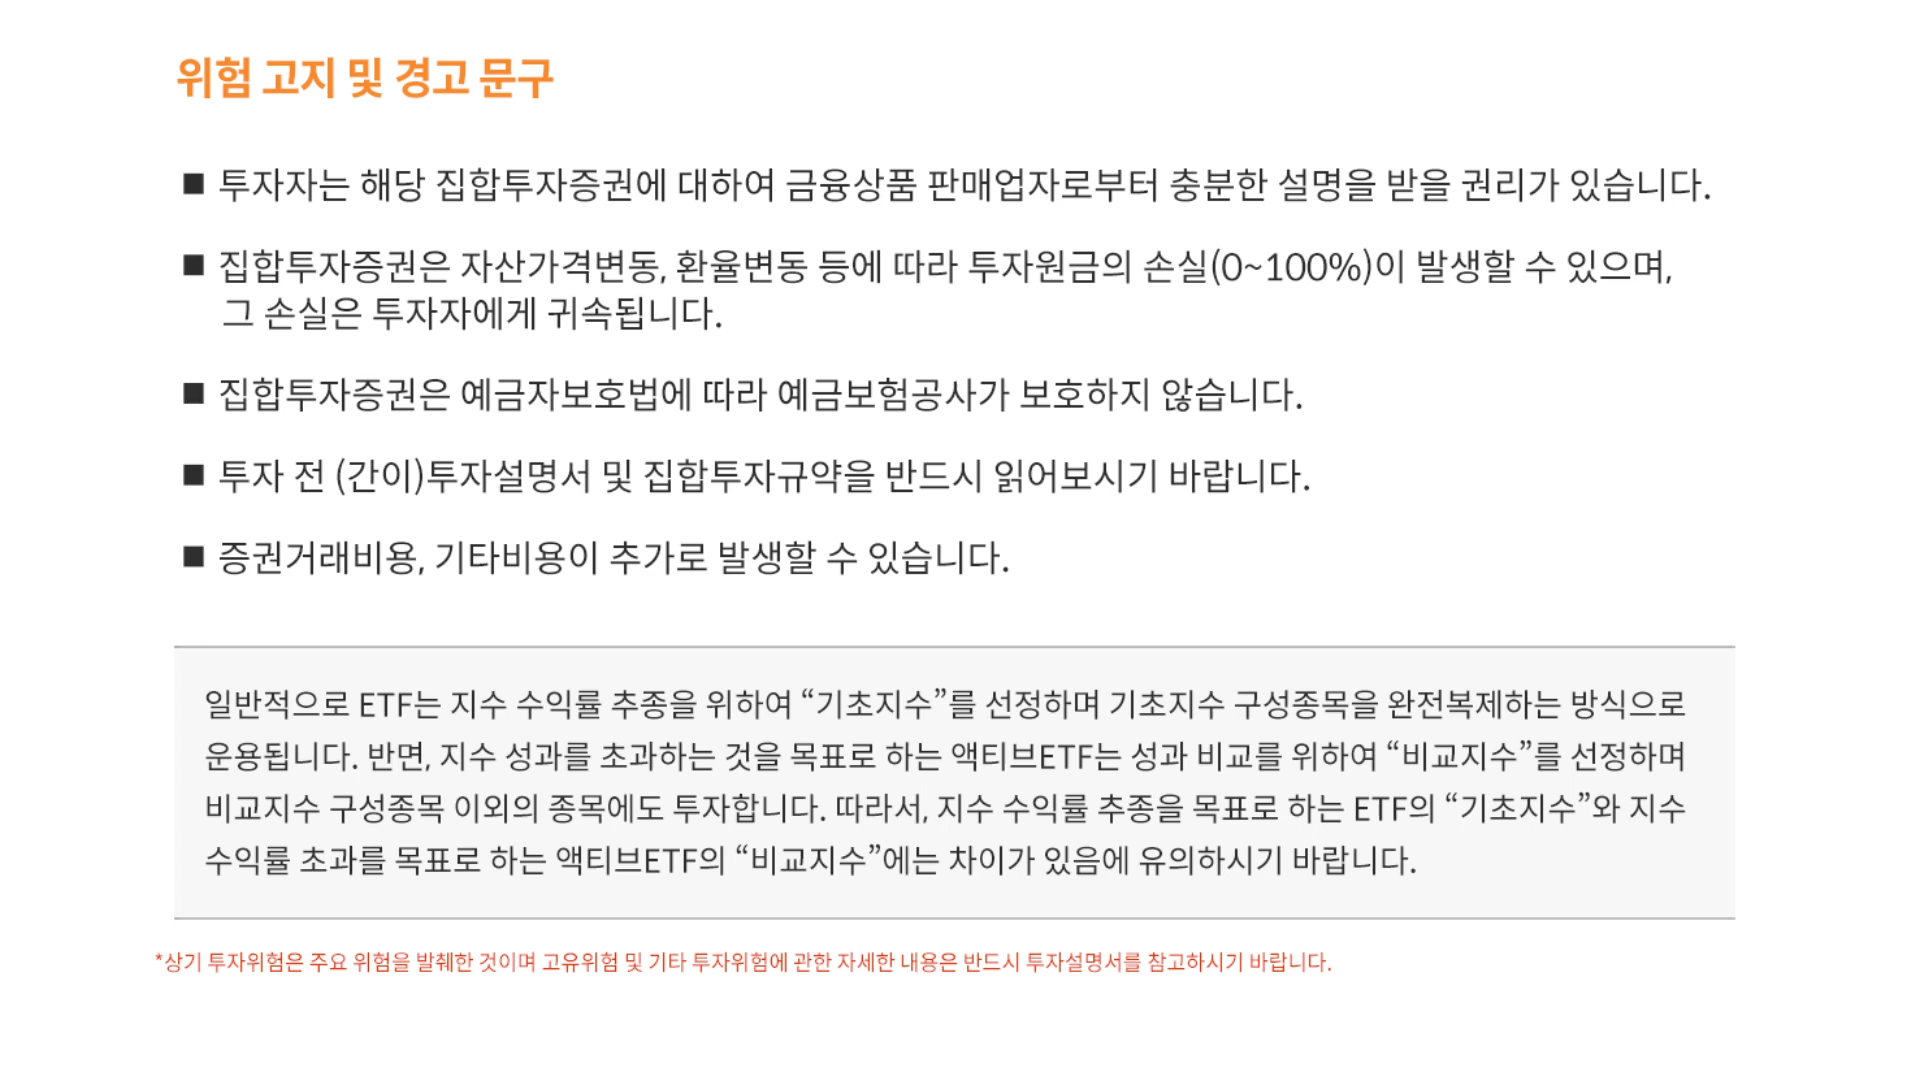 위험 고지 및 경고 문구
■ 투자자는 해당 집합투자증권에 대하여 금융상품 판매업자로부터 충분한 설명을 받을 권리가 있습니다.
■ 집합투자증권은 자산가격변동, 환율변동 등에 따라 투자원금의 손실(0~100%)이 발생할 수 있으며,
그 손실은 투자자에게 귀속됩니다.
■ 집합투자증권은 예금자보호법에 따라 예금보험공사가 보호하지 않습니다.
■ 투자 전 (간이)투자설명서 및 집합투자규약을 반드시 읽어보시기 바랍니다.
■ 증권거래비용, 기타비용이 추가로 발생할 수 있습니다.
일반적으로 ETF는 지수 수익률 추종을 위하여 “기초지수”를 선정하며 기초지수 구성종목을 완전복제하는 방식으로
운용됩니다. 반면, 지수 성과를 초과하는 것을 목표로 하는 액티브ETF는 성과 비교를 위하여 “비교지수”를 선정하며
비교지수 구성종목 이외의 종목에도 투자합니다. 따라서, 지수 수익률 추종을 목표로 하는 ETF의 “기초지수”와 지수
수익률 초과를 목표로 하는 액티브ETF의 “비교지수”에는 차이가 있음에 유의하시기 바랍니다.
*상기 투자위험은 주요 위험을 발췌한 것이며 고유위험 및 기타 투자위험에 관한 자세한 내용은 반드시 투자설명서를 참고하시기 바랍니다.